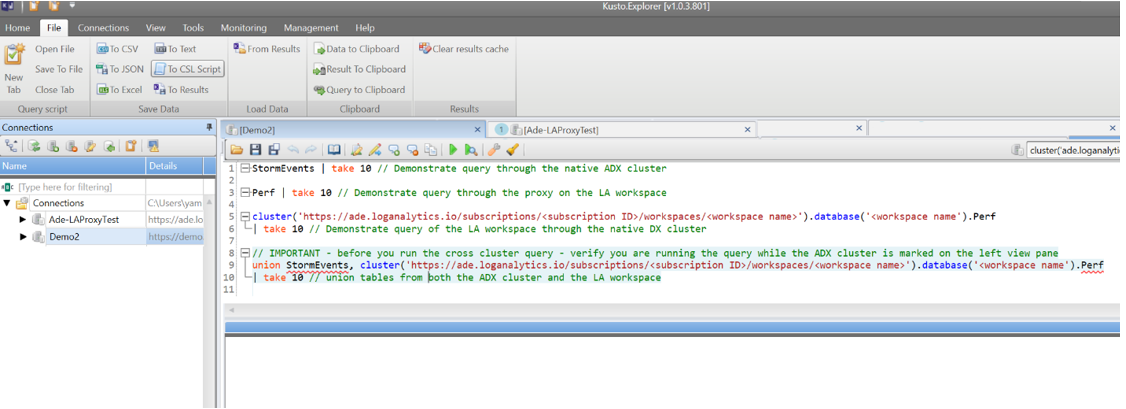 Kusto.Explorer [v1.0.3.801]
Home File Connections View Tools Monitoring Management Help
New Tab
Open File
Save To File
Close Tab
Query script
To CSV
To JSON
To Excel
To Text
To CSL Script
To Results
Save Data
From Results
Load Data
Data to Clipboard
Result To Clipboard
Query to Clipboard
Clipboard
Clear results cache
Results
Connections
Name Details
[Type here for filtering]
Connections C:\Users\yam
Ade-LAProxyTest https://ade.lo
Demo2 https://demo
[Demo2]
1 [Ade-LAProxyTest]
cluster('ade.loganalyti
1 StormEvents | take 10 // Demonstrate query through the native ADX cluster
2
3 Perf | take 10 // Demonstrate query through the proxy on the LA workspace
4
5 cluster('https://ade.loganalytics.io/subscriptions/<subscription ID>/workspaces/<workspace name>').database('<workspace name').Perf
6 | take 10 // Demonstrate query of the LA workspace through the native DX cluster
7
8 // IMPORTANT - before you run the cross cluster query - verify you are running the query while the ADX cluster is marked on the left view pane
9 union StormEvents, cluster('https://ade.loganalytics.io/subscriptions/<subscription ID>/workspaces/<workspace name>').database('<workspace name').Perf
10 | take 10 // union tables from both the ADX cluster and the LA workspace
11